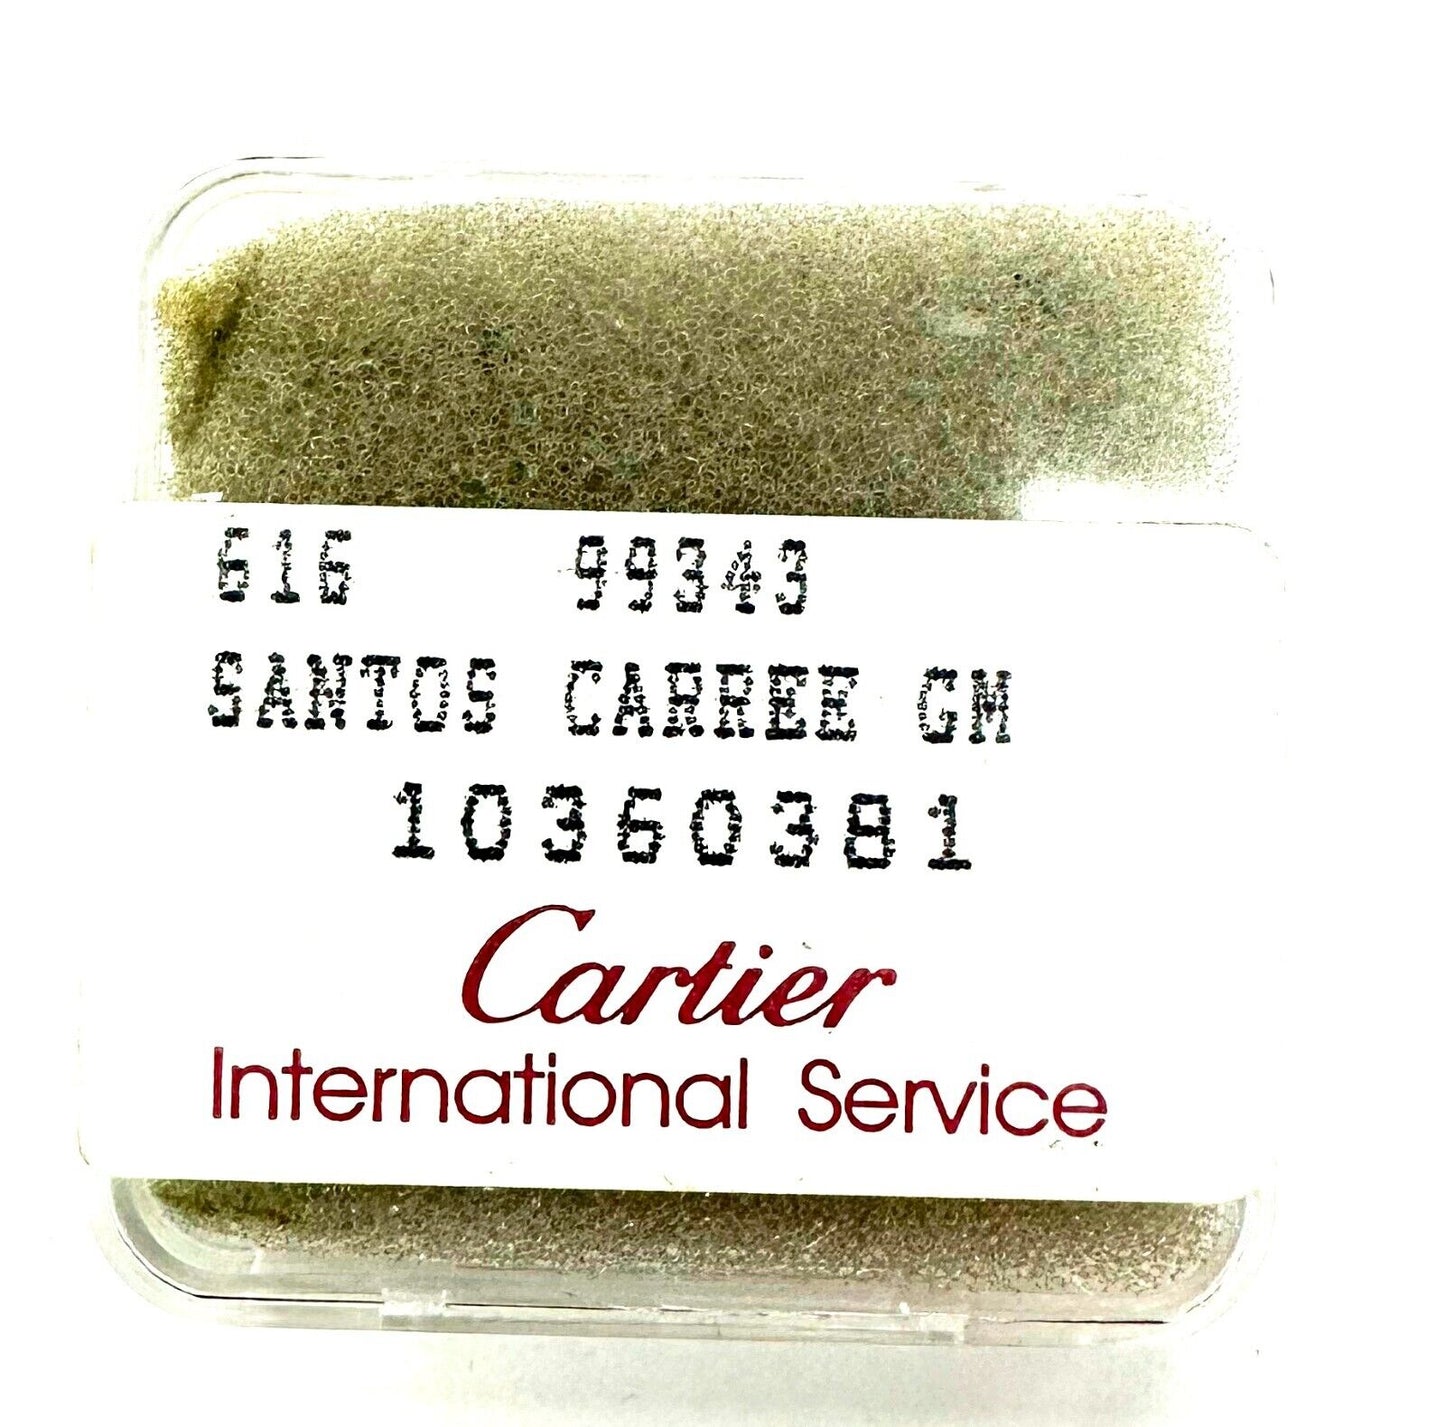 616 99343
SANTOS CARREE GM
10360381
Cartier
International Service